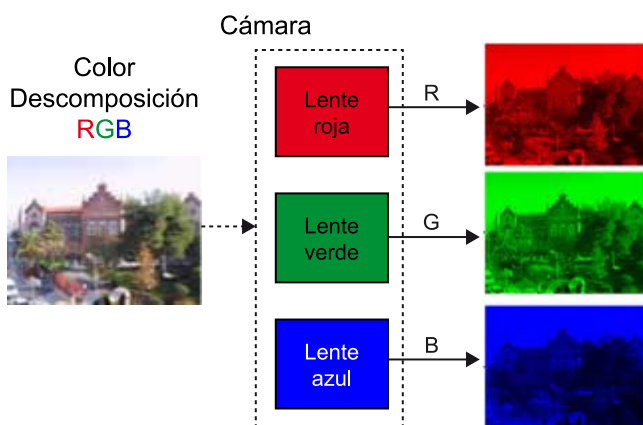 Cámara
Color
Descomposición
RGB
Lente
roja
R
Lente
verde
G
Lente
azul
B